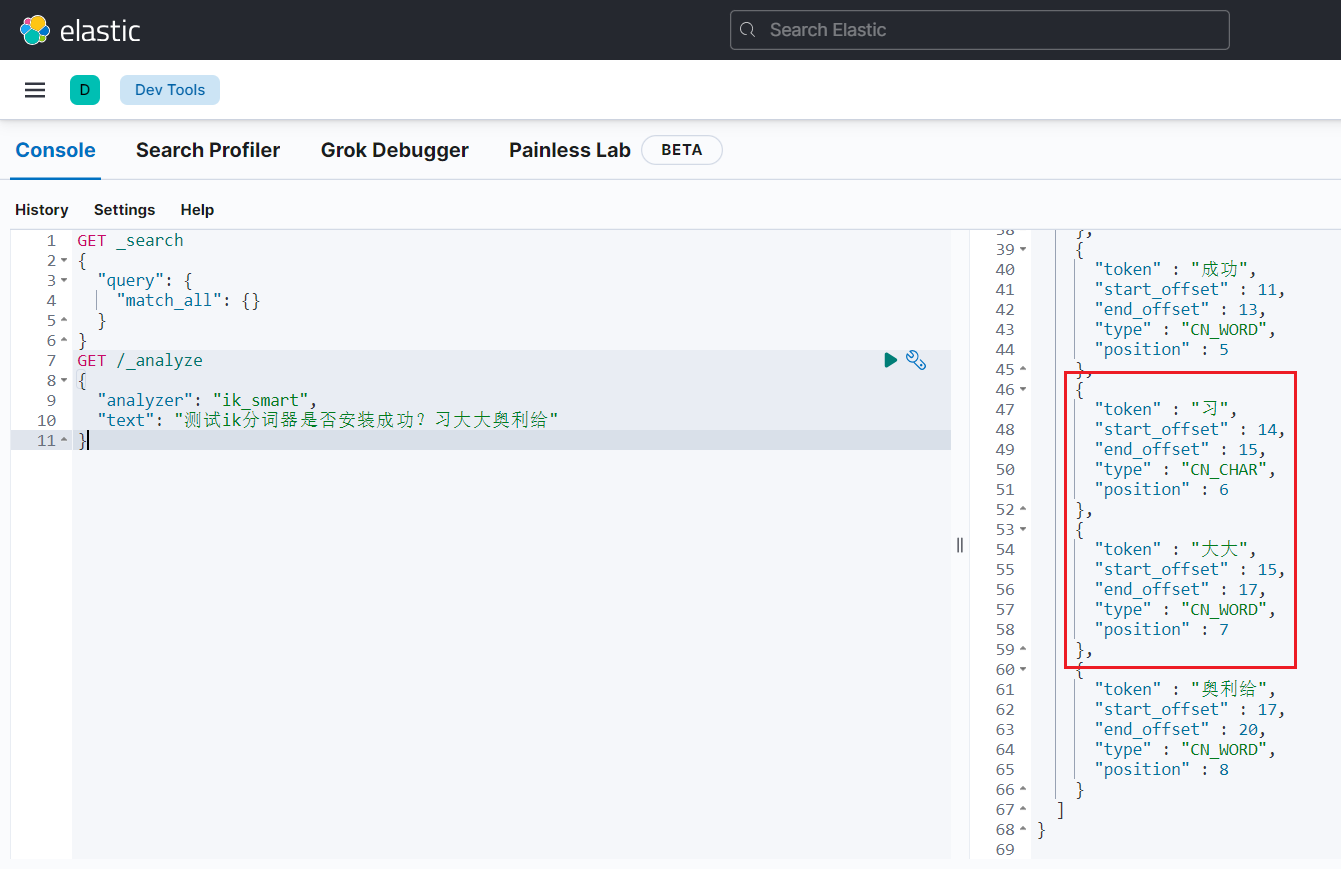 elastic
Search Elastic
D
Dev Tools
Console
Search Profiler
Grok Debugger
Painless Lab
BETA
History
Settings
Help
1 GET _search
2 {
3 "query": {
4 "match_all": {}
5 }
6 }
7 GET /_analyze
8 {
9 "analyzer": "ik_smart",
10 "text": "测试ik分词器是否安装成功？习大大奥利给"
11 }
38 },
39 {
40 "token" : "成功",
41 "start_offset" : 11,
42 "end_offset" : 13,
43 "type" : "CN_WORD",
44 "position" : 5
45 },
46 {
47 "token" : "习",
48 "start_offset" : 14,
49 "end_offset" : 15,
50 "type" : "CN_CHAR",
51 "position" : 6
52 },
53 {
54 "token" : "大大",
55 "start_offset" : 15,
56 "end_offset" : 17,
57 "type" : "CN_WORD",
58 "position" : 7
59 },
60 {
61 "token" : "奥利给",
62 "start_offset" : 17,
63 "end_offset" : 20,
64 "type" : "CN_WORD",
65 "position" : 8
66 }
67 ]
68 }
69